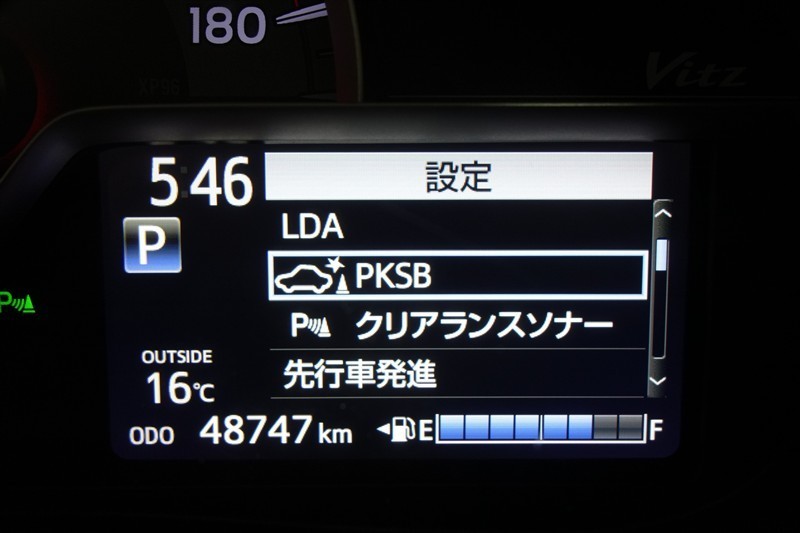 180
Vitz
5:46
設定
LDA
P
PKSB
P クリアランスソナー
P
OUTSIDE
16℃
先行車発進
ODO 48747 km
E F